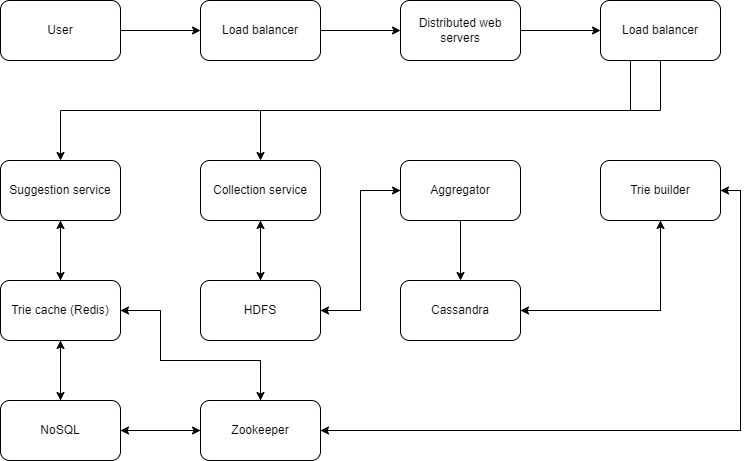 User
Load balancer
Distributed web
servers
Load balancer
Suggestion service
Collection service
Aggregator
Trie builder
Trie cache (Redis)
HDFS
Cassandra
NoSQL
Zookeeper